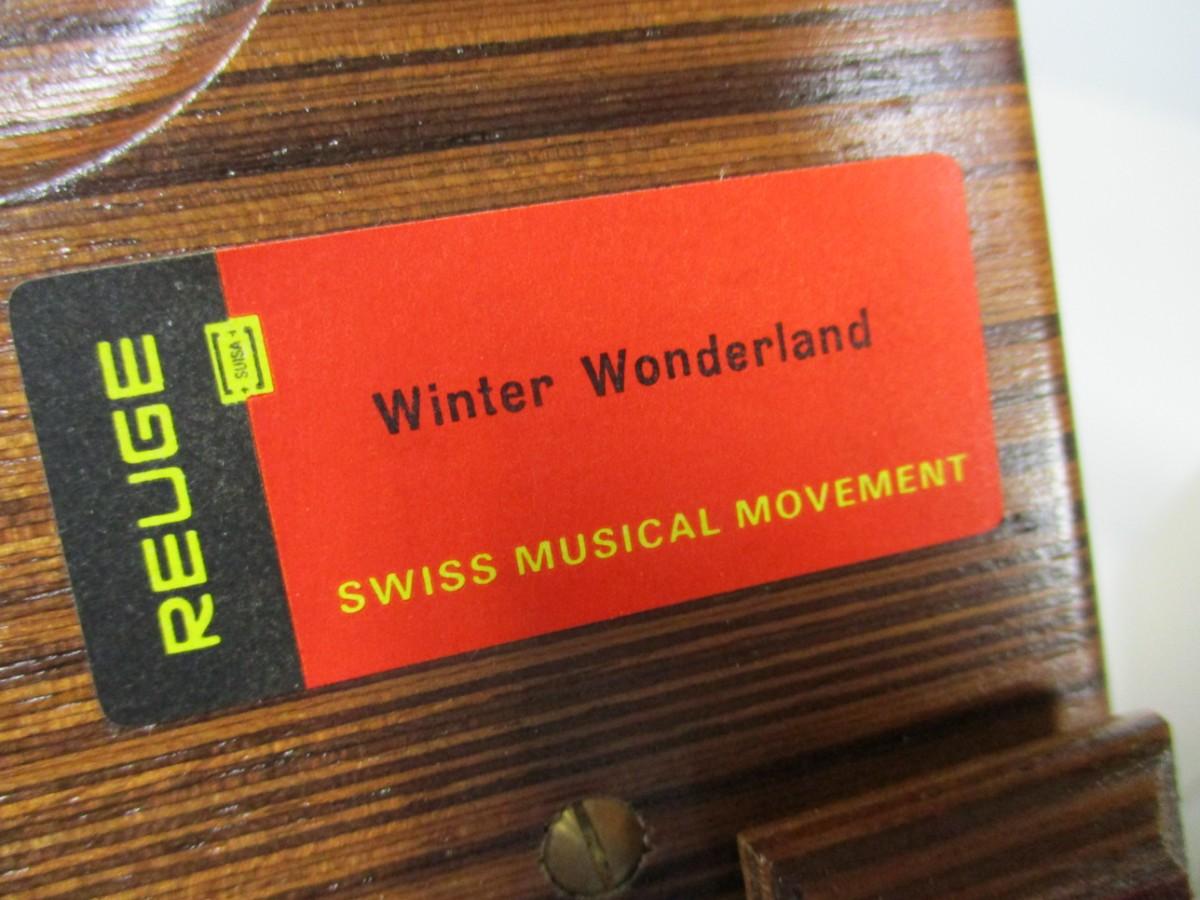 REUGE
SUISA
Winter Wonderland
SWISS MUSICAL MOVEMENT